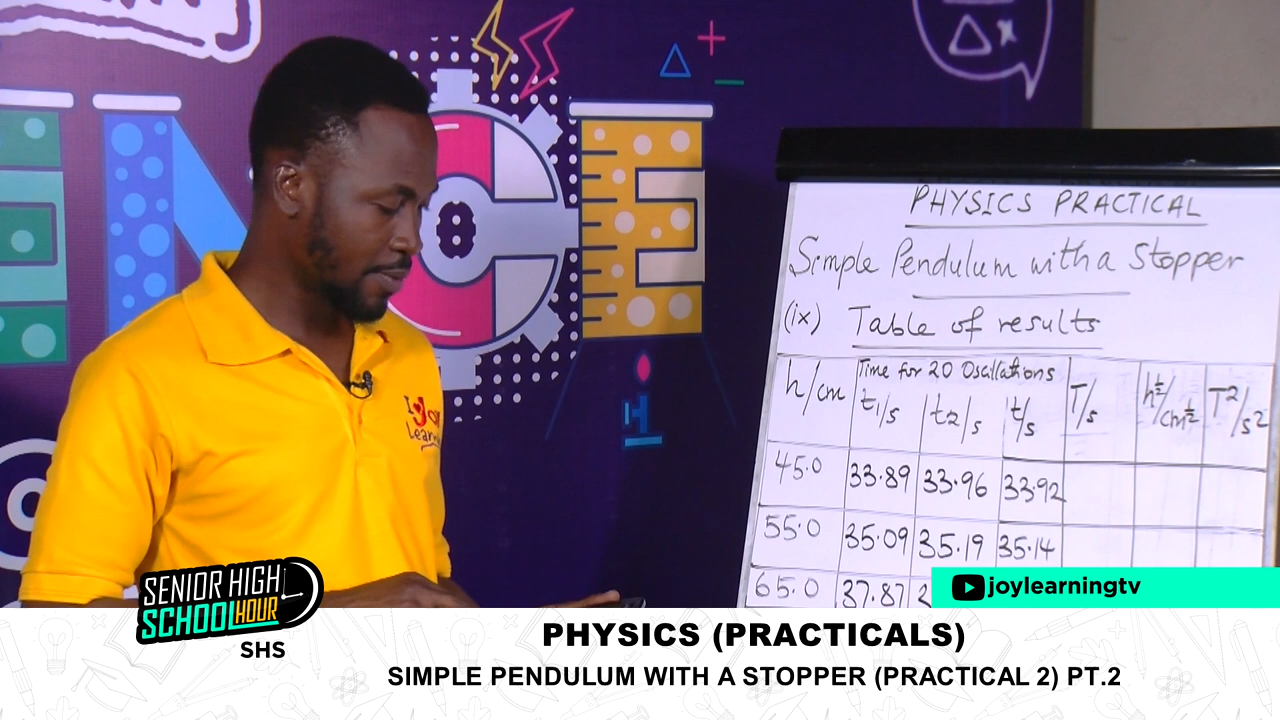 ENCE
PHYSICS PRACTICAL
Simple Pendulum with a Stopper
(ix) Table of results
h/cm Time for 20 Oscillations T/s h½/cm½ T²/s²
t1/s t2/s t/s
45.0 33.89 33.96 33.92
55.0 35.09 35.19 35.14
65.0 37.87
I
Joy
Learning
SENIOR HIGH
SCHOOL HOUR
SHS
joylearningtv
PHYSICS (PRACTICALS)
SIMPLE PENDULUM WITH A STOPPER (PRACTICAL 2) PT.2